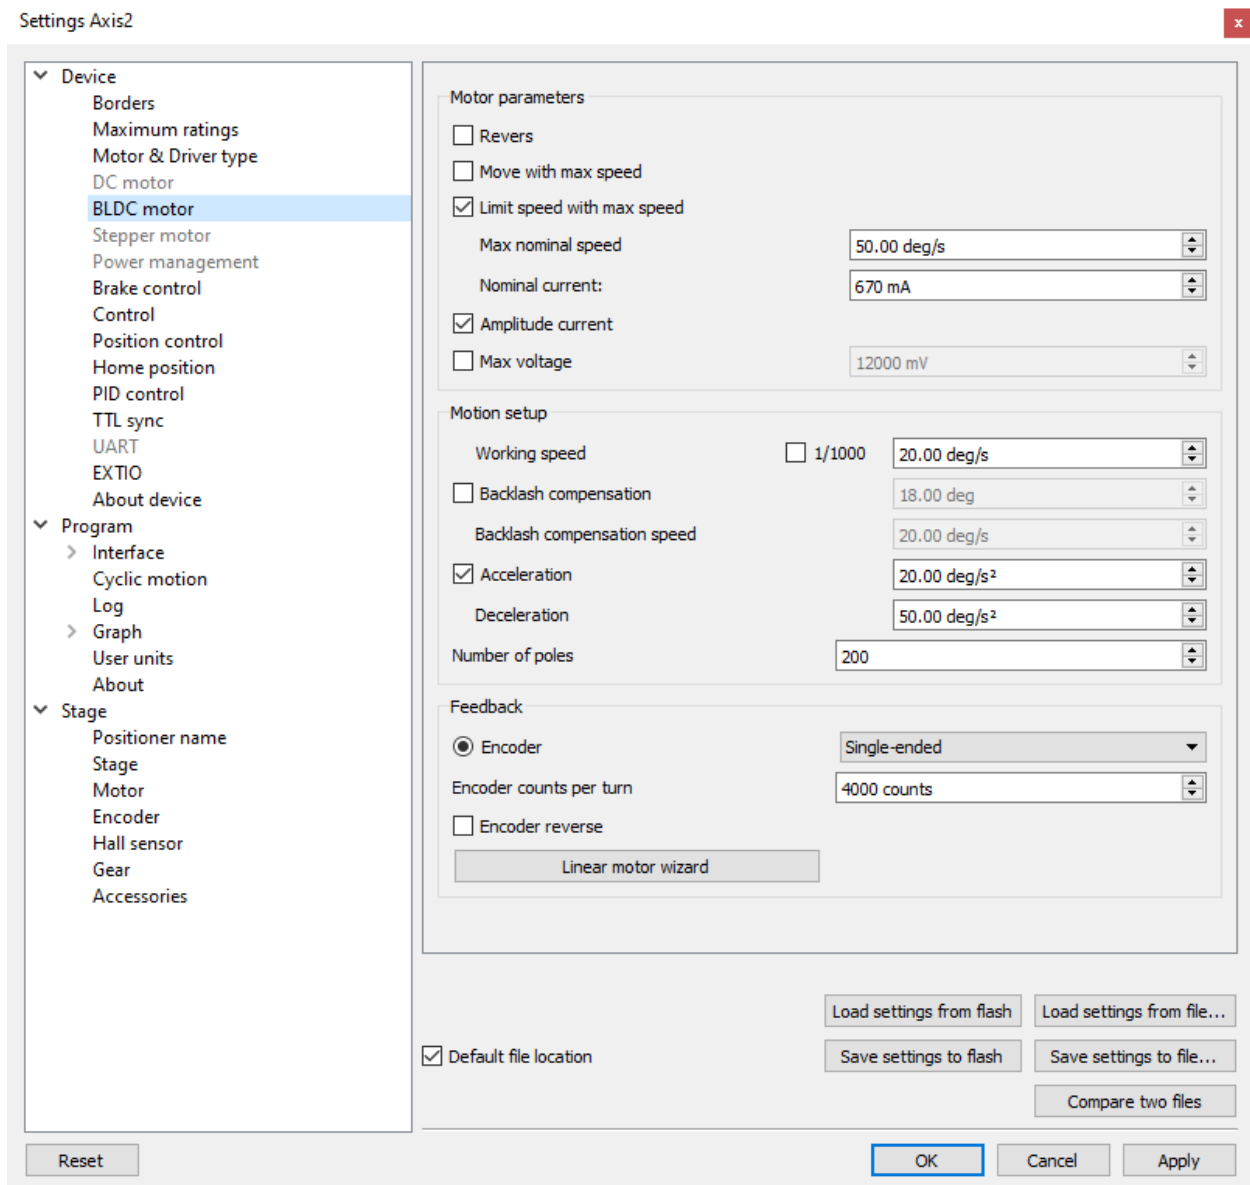 Settings Axis2
x
Device
Borders
Maximum ratings
Motor & Driver type
DC motor
BLDC motor
Stepper motor
Power management
Brake control
Control
Position control
Home position
PID control
TTL sync
UART
EXTIO
About device
Program
Interface
Cyclic motion
Log
Graph
User units
About
Stage
Positioner name
Stage
Motor
Encoder
Hall sensor
Gear
Accessories
Motor parameters
Revers
Move with max speed
Limit speed with max speed
Max nominal speed 50.00 deg/s
Nominal current: 670 mA
Amplitude current
Max voltage 12000 mV
Motion setup
Working speed 1/1000 20.00 deg/s
Backlash compensation 18.00 deg
Backlash compensation speed 20.00 deg/s
Acceleration 20.00 deg/s²
Deceleration 50.00 deg/s²
Number of poles 200
Feedback
Encoder Single-ended
Encoder counts per turn 4000 counts
Encoder reverse
Linear motor wizard
Load settings from flash Load settings from file...
Default file location Save settings to flash Save settings to file...
Compare two files
Reset OK Cancel Apply